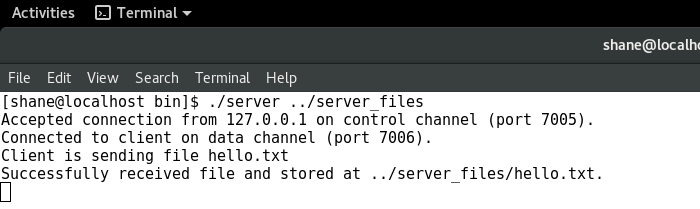 Activities Terminal
shane@localh
File Edit View Search Terminal Help
[shane@localhost bin]$ ./server ../server_files
Accepted connection from 127.0.0.1 on control channel (port 7005).
Connected to client on data channel (port 7006).
Client is sending file hello.txt
Successfully received file and stored at ../server_files/hello.txt.